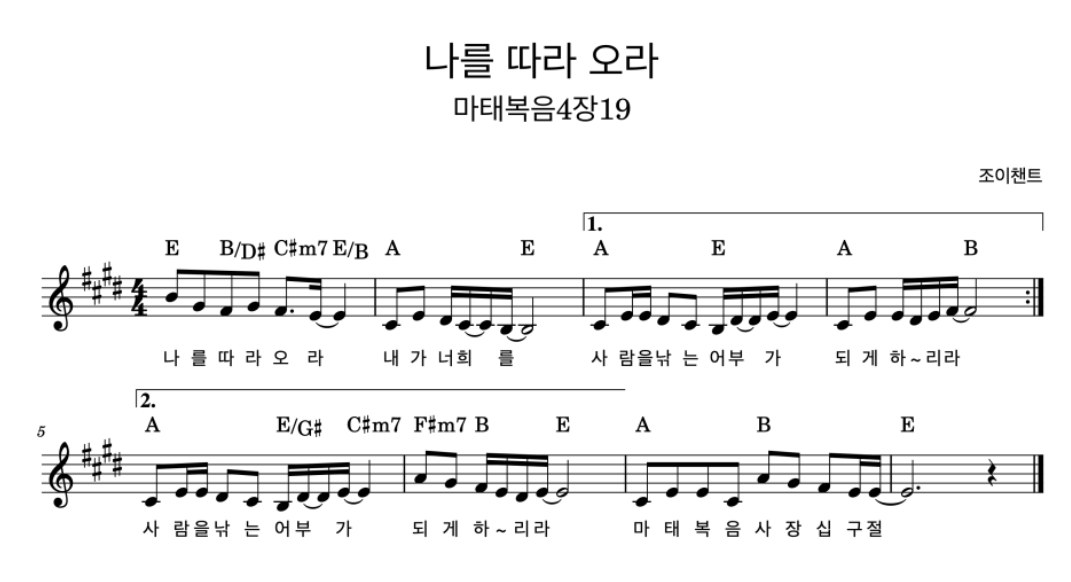 나를 따라 오라
마태복음4장19
조이챈트
1.
E B/D# C#m7 E/B A E A E A B
나 를 따 라 오 라 내 가 너희 를 사 람을낚 는 어부 가 되 게 하~리라
2.
5 A E/G# C#m7 F#m7 B E A B E
사 람을낚 는 어부 가 되 게 하~리라 마 태 복 음 사 장 십 구절